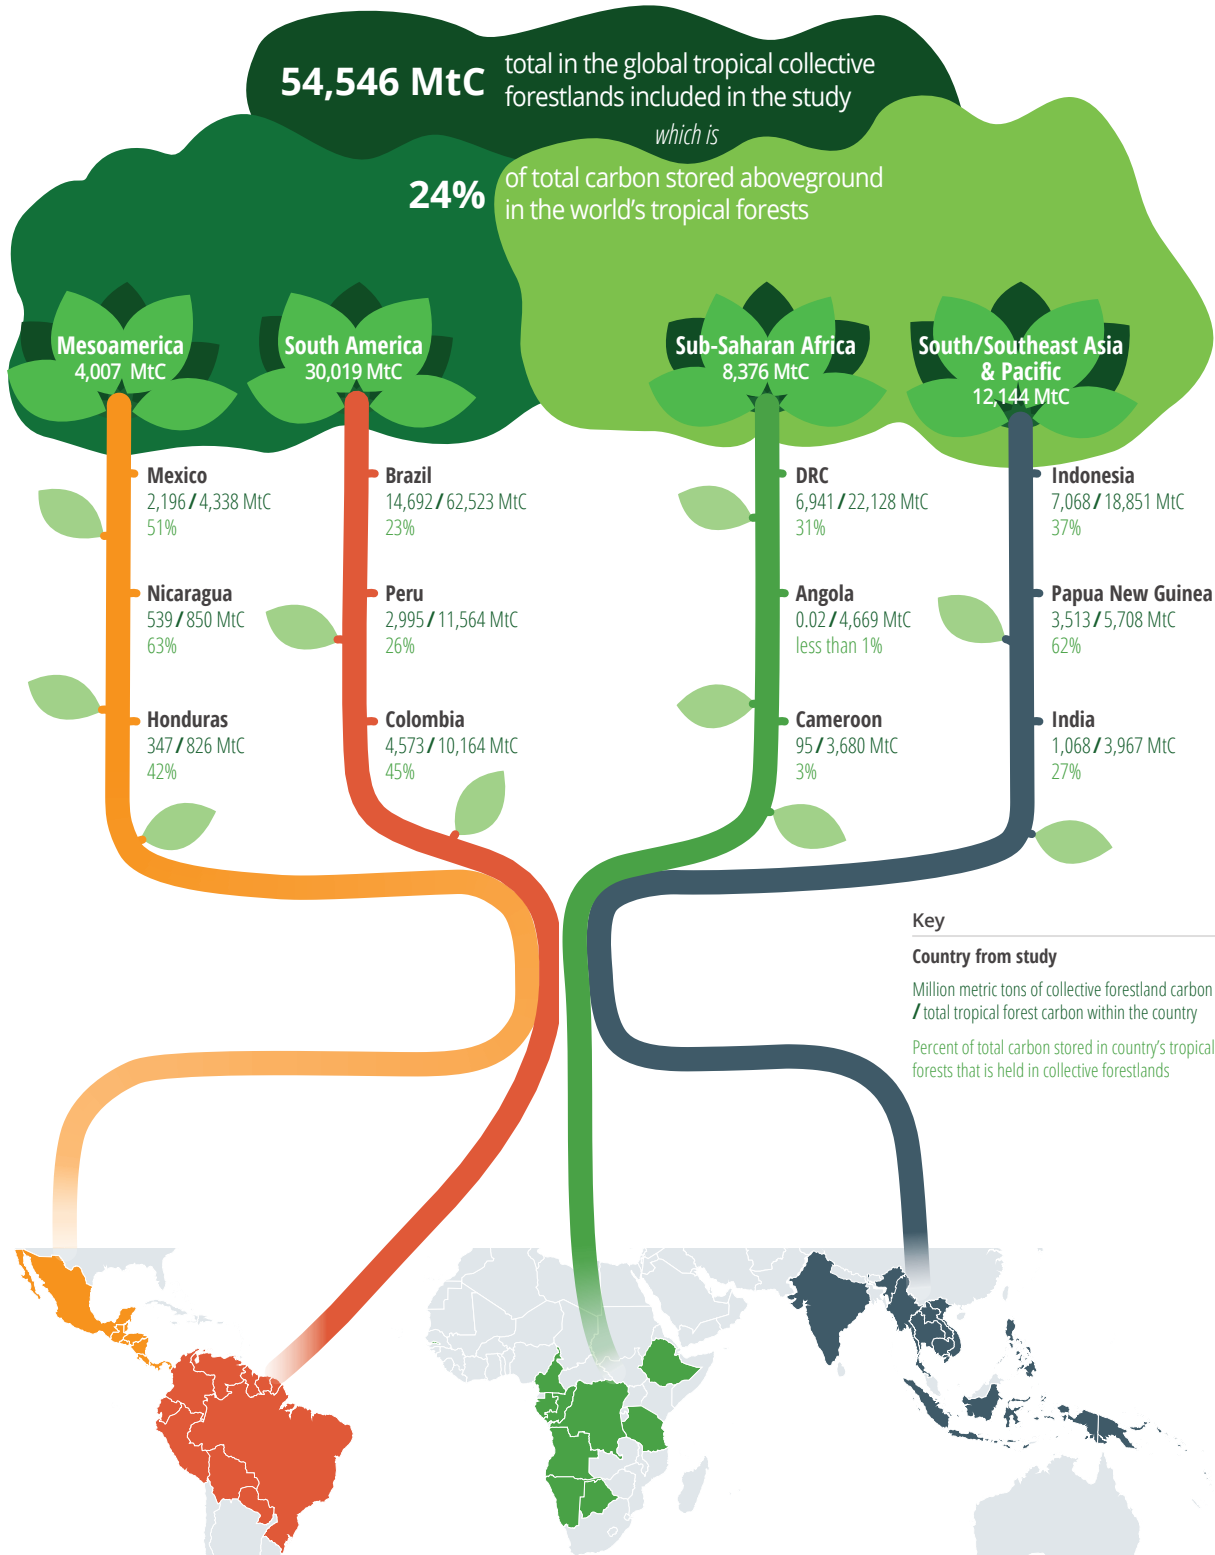 54,546 MtC
total in the global tropical collective
forestlands included in the study
which is
24%
of total carbon stored aboveground
in the world's tropical forests
Mesoamerica
4,007 MtC
South America
30,019 MtC
Sub-Saharan Africa
8,376 MtC
South/Southeast Asia
& Pacific
12,144 MtC
Mexico
2,196 / 4,338 MtC
51%
Nicaragua
539 / 850 MtC
63%
Honduras
347 / 826 MtC
42%
Brazil
14,692 / 62,523 MtC
23%
Peru
2,995 / 11,564 MtC
26%
Colombia
4,573 / 10,164 MtC
45%
DRC
6,941 / 22,128 MtC
31%
Angola
0.02 / 4,669 MtC
less than 1%
Cameroon
95 / 3,680 MtC
3%
Indonesia
7,068 / 18,851 MtC
37%
Papua New Guinea
3,513 / 5,708 MtC
62%
India
1,068 / 3,967 MtC
27%
Key
Country from study
Million metric tons of collective forestland carbon
/ total tropical forest carbon within the country
Percent of total carbon stored in country's tropical
forests that is held in collective forestlands